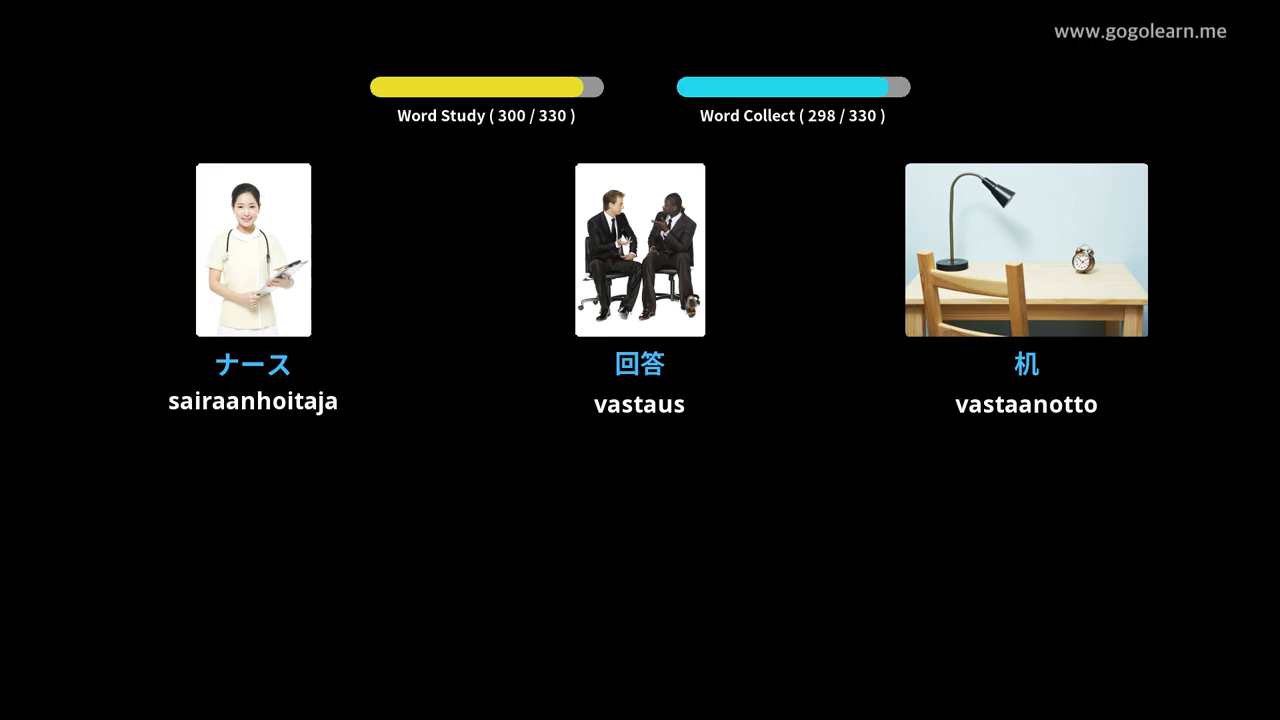 www.gogolearn.me
Word Study ( 300 / 330 )
Word Collect ( 298 / 330 )
ナース
sairaanhoitaja
回答
vastaus
机
vastaanotto